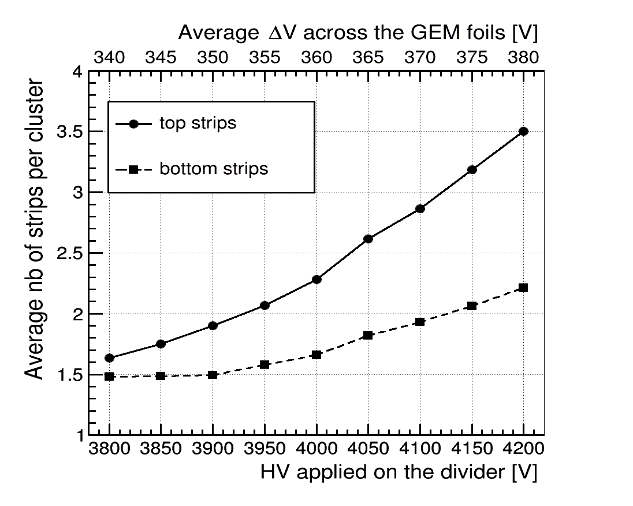 Average ΔV across the GEM foils [V]
340 345 350 355 360 365 370 375 380
Average nb of strips per cluster
4
3.5
3
2.5
2
1.5
1
top strips
bottom strips
3800 3850 3900 3950 4000 4050 4100 4150 4200
HV applied on the divider [V]